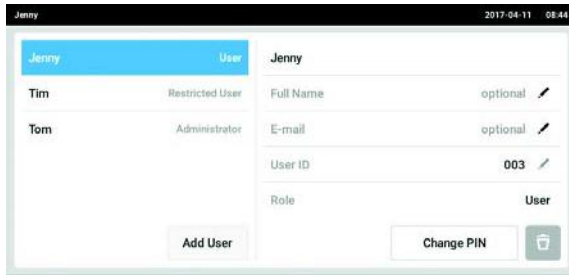 Jenny 2017-04-11 08:44
Jenny User
Tim Restricted User
Tom Administrator
Add User
Jenny
Full Name optional
E-mail optional
User ID 003
Role User
Change PIN